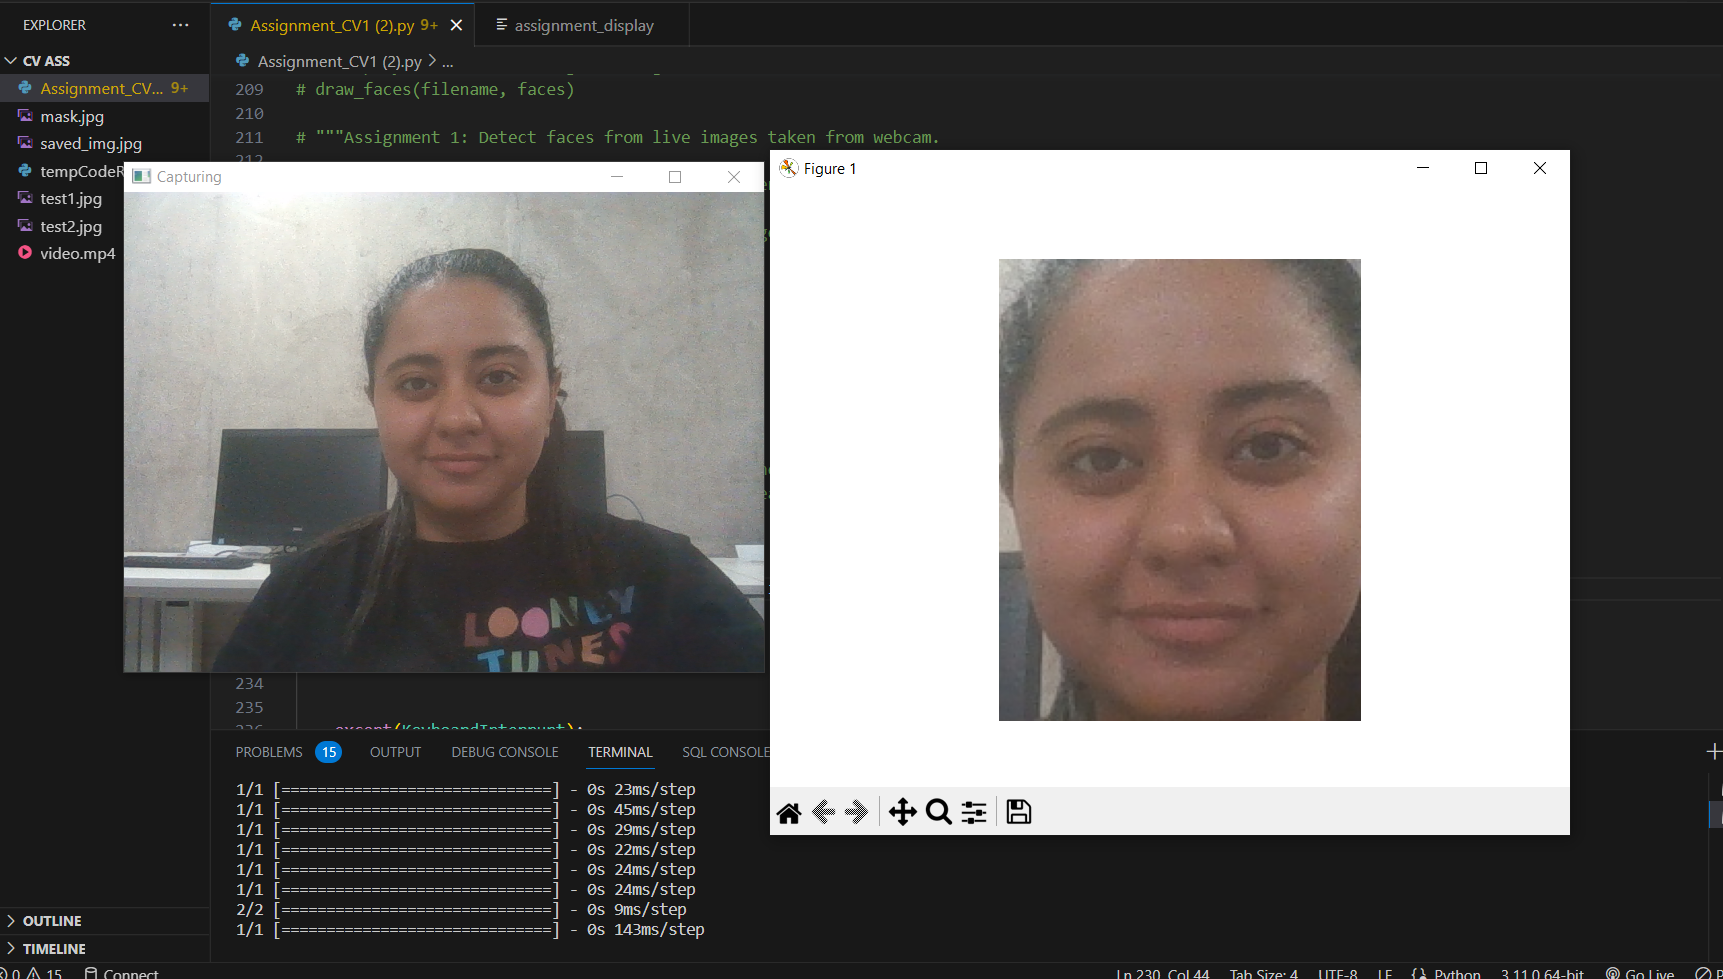 EXPLORER
CV ASS
Assignment_CV... 9+
mask.jpg
saved_img.jpg
tempCodeR
test1.jpg
test2.jpg
video.mp4
OUTLINE
TIMELINE
Assignment_CV1 (2).py 9+
assignment_display
Assignment_CV1 (2).py > ...
209 # draw_faces(filename, faces)
210
211 # """Assignment 1: Detect faces from live images taken from webcam.
212
Capturing
LOONEY
TUNES
Figure 1
234
235
236 except(KeyboardInterrupt):
PROBLEMS 15 OUTPUT DEBUG CONSOLE TERMINAL SQL CONSOLE
1/1 [==============================] - 0s 23ms/step
1/1 [==============================] - 0s 45ms/step
1/1 [==============================] - 0s 29ms/step
1/1 [==============================] - 0s 22ms/step
1/1 [==============================] - 0s 24ms/step
1/1 [==============================] - 0s 24ms/step
2/2 [==============================] - 0s 9ms/step
1/1 [==============================] - 0s 143ms/step
0 15 Connect
Ln 230, Col 44 Tab Size: 4 UTF-8 LF Python 3.11.0 64-bit Go Live